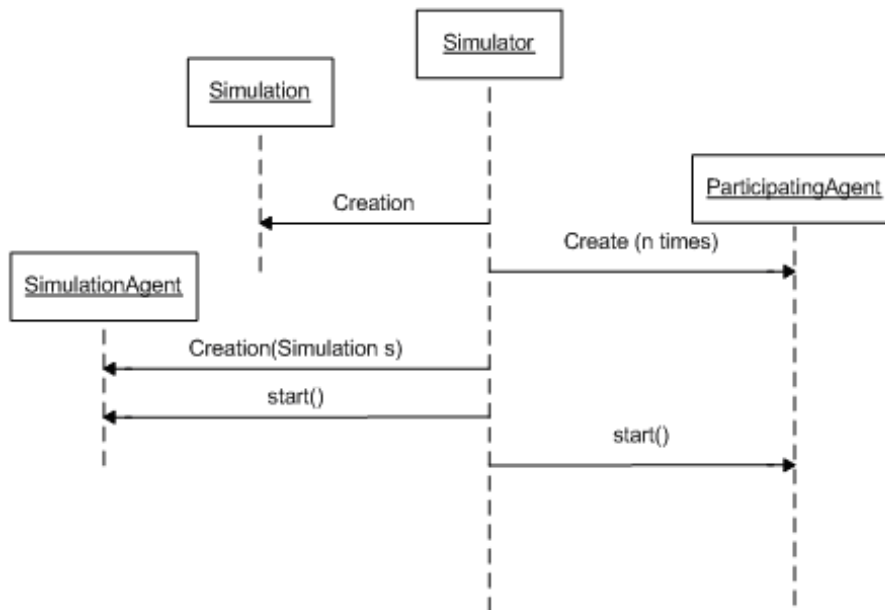 Simulator
Simulation
ParticipatingAgent
Creation
Create (n times)
SimulationAgent
Creation(Simulation s)
start()
start()